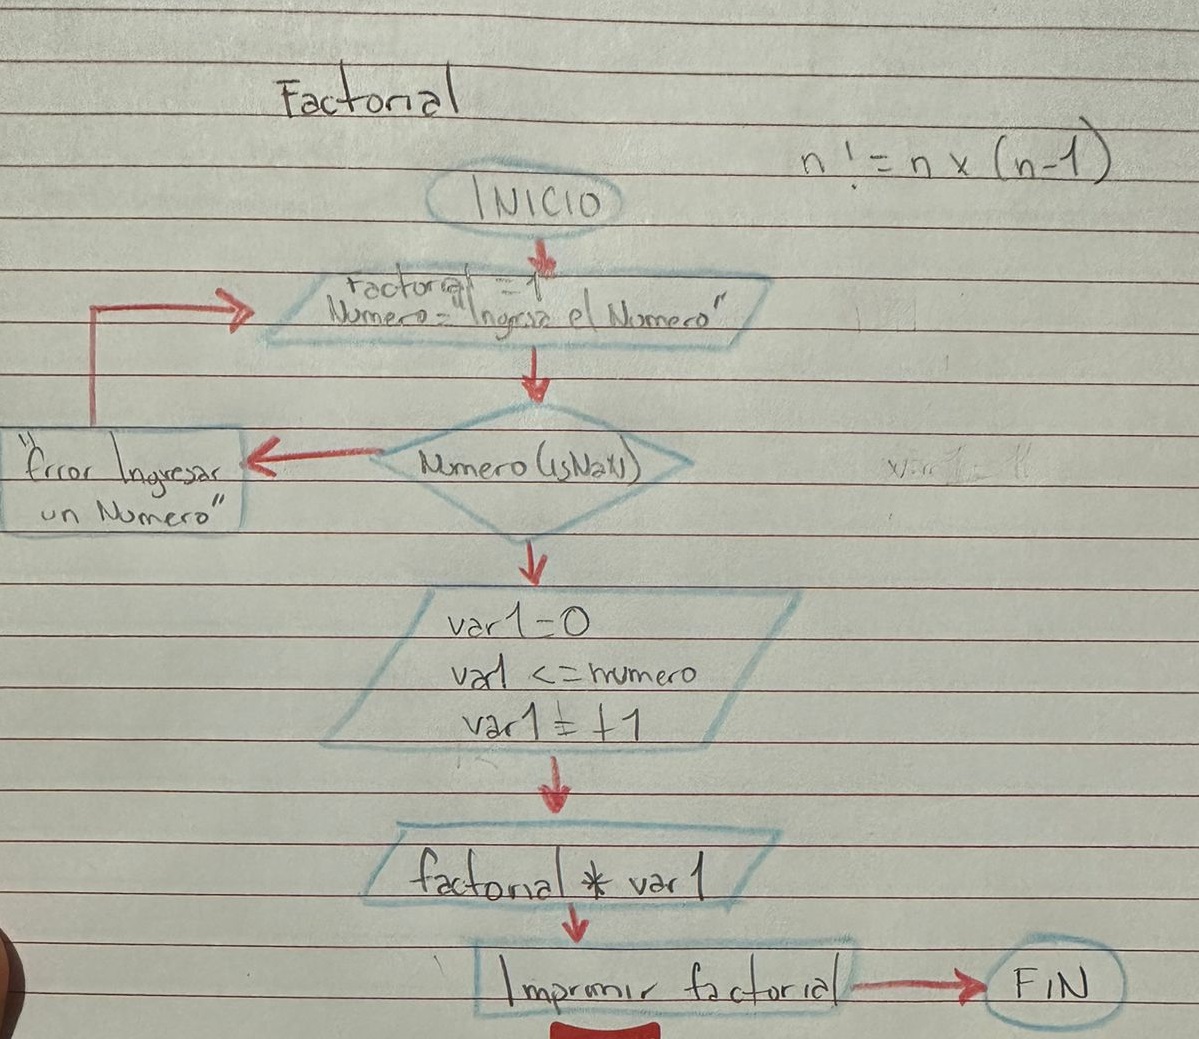 Factorial
n! = n x (n-1)
INICIO
Factorial = 1
Numero = "Ingresa el Numero"
Numero (isNaN)
"Error Ingresar
un Numero"
var1 = 0
var1 <= numero
var1 = +1
factorial * var1
Imprimir factorial
FIN